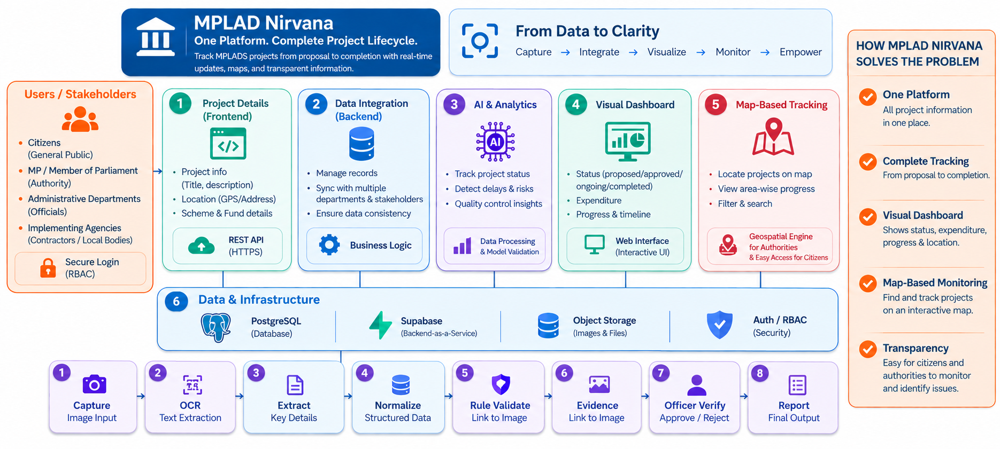 MPLAD Nirvana
One Platform. Complete Project Lifecycle.
Track MPLADS projects from proposal to completion with real-time
updates, maps, and transparent information.
From Data to Clarity
Capture → Integrate → Visualize → Monitor → Empower
Users / Stakeholders
• Citizens
(General Public)
• MP / Member of Parliament
(Authority)
• Administrative Departments
(Officials)
• Implementing Agencies
(Contractors / Local Bodies)
Secure Login
(RBAC)
1
Project Details
(Frontend)
</>
• Project info
(Title, description)
• Location (GPS/Address)
• Scheme & Fund details
REST API
(HTTPS)
2
Data Integration
(Backend)
• Manage records
• Sync with multiple
departments & stakeholders
• Ensure data consistency
Business Logic
3
AI & Analytics
AI
• Track project status
• Detect delays & risks
• Quality control insights
Data Processing
& Model Validation
4
Visual Dashboard
• Status (proposed/approved/
ongoing/completed)
• Expenditure
• Progress & timeline
Web Interface
(Interactive UI)
5
Map-Based Tracking
• Locate projects on map
• View area-wise progress
• Filter & search
Geospatial Engine
for Authorities
& Easy Access for Citizens
6
Data & Infrastructure
PostgreSQL
(Database)
Supabase
(Backend-as-a-Service)
Object Storage
(Images & Files)
Auth / RBAC
(Security)
1
Capture
Image Input
2
OCR
Text Extraction
3
Extract
Key Details
4
Normalize
Structured Data
5
Rule Validate
Link to Image
6
Evidence
Link to Image
7
Officer Verify
Approve / Reject
8
Report
Final Output
HOW MPLAD NIRVANA
SOLVES THE PROBLEM
One Platform
All project information
in one place.
Complete Tracking
From proposal to completion.
Visual Dashboard
Shows status, expenditure,
progress & location.
Map-Based Monitoring
Find and track projects
on an interactive map.
Transparency
Easy for citizens and
authorities to monitor
and identify issues.